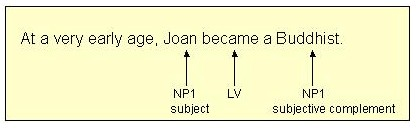 At a very early age, Joan became a Buddhist.
NP1 LV NP1
subject subjective complement